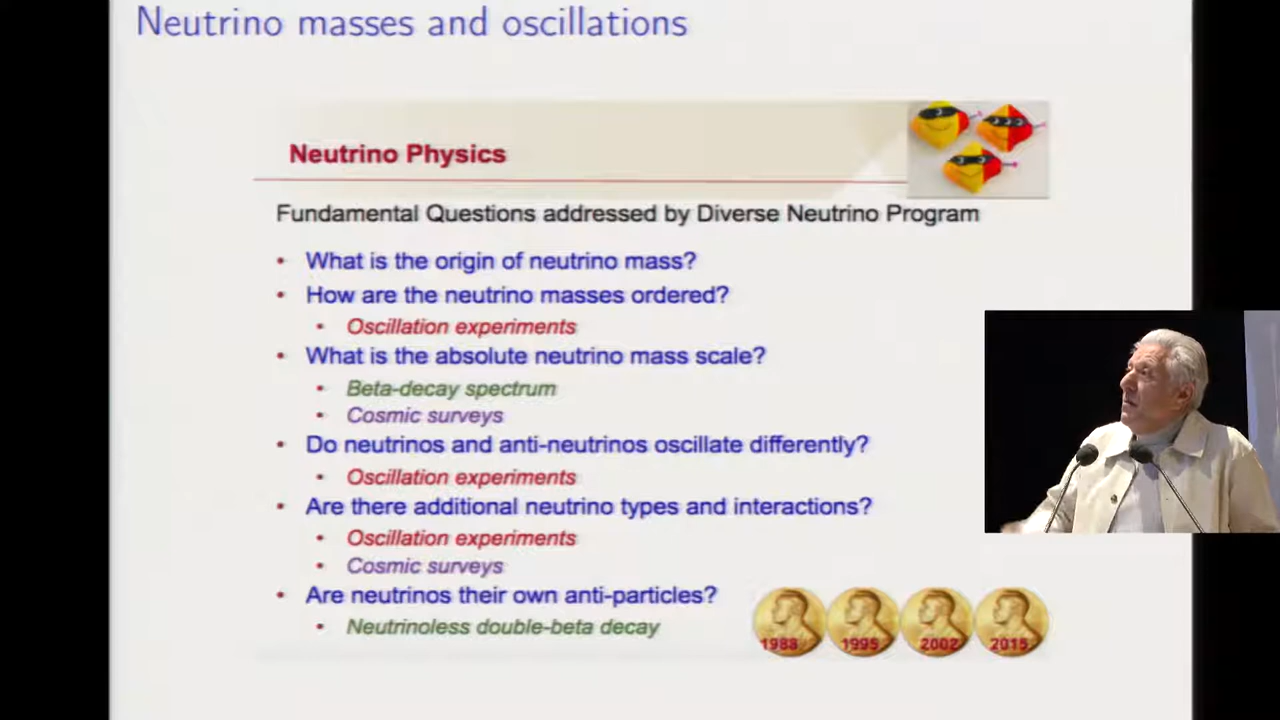 Neutrino masses and oscillations
Neutrino Physics
Fundamental Questions addressed by Diverse Neutrino Program
• What is the origin of neutrino mass?
• How are the neutrino masses ordered?
• Oscillation experiments
• What is the absolute neutrino mass scale?
• Beta-decay spectrum
• Cosmic surveys
• Do neutrinos and anti-neutrinos oscillate differently?
• Oscillation experiments
• Are there additional neutrino types and interactions?
• Oscillation experiments
• Cosmic surveys
• Are neutrinos their own anti-particles?
• Neutrinoless double-beta decay
1988 1995 2002 2015